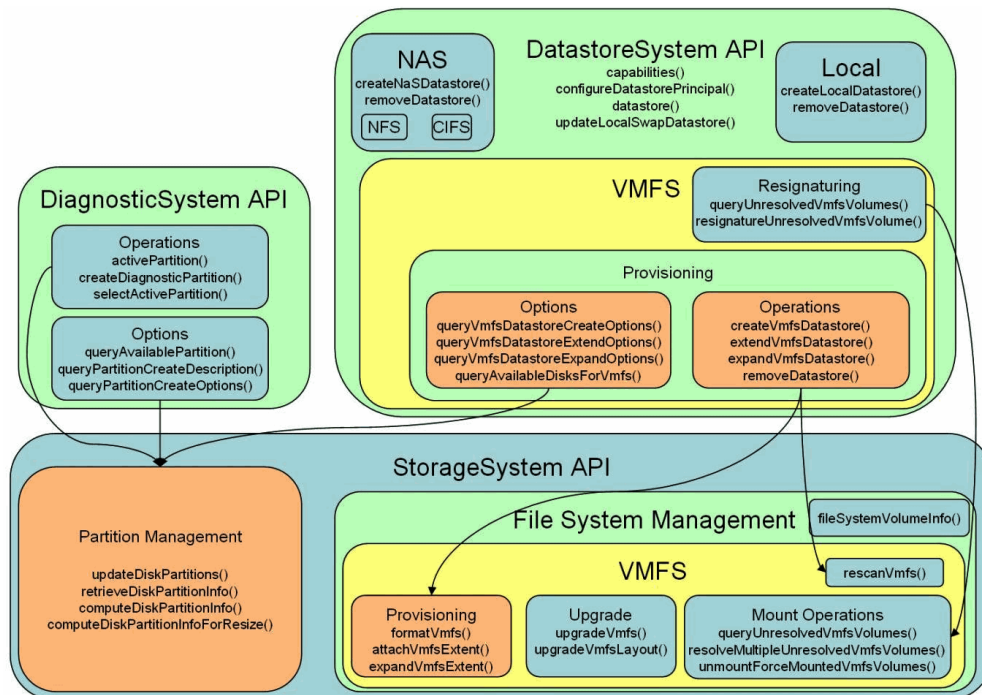 NAS
createNaSDatastore()
removeDatastore()
NFS
CIFS
DatastoreSystem API
capabilities()
configureDatastorePrincipal()
datastore()
updateLocalSwapDatastore()
Local
createLocalDatastore()
removeDatastore()
VMFS
Resignaturing
queryUnresolvedVmfsVolumes()
resignatureUnresolvedVmfsVolume()
Provisioning
Options
queryVmfsDatastoreCreateOptions()
queryVmfsDatastoreExtendOptions()
queryVmfsDatastoreExpandOptions()
queryAvailableDisksForVmfs()
Operations
createVmfsDatastore()
extendVmfsDatastore()
expandVmfsDatastore()
removeDatastore()
DiagnosticSystem API
Operations
activePartition()
createDiagnosticPartition()
selectActivePartition()
Options
queryAvailablePartition()
queryPartitionCreateDescription()
queryPartitionCreateOptions()
StorageSystem API
Partition Management
updateDiskPartitions()
retrieveDiskPartitionInfo()
computeDiskPartitionInfo()
computeDiskPartitionInfoForResize()
File System Management
fileSystemVolumeInfo()
VMFS
rescanVmfs()
Provisioning
formatVmfs()
attachVmfsExtent()
expandVmfsExtent()
Upgrade
upgradeVmfs()
upgradeVmfsLayout()
Mount Operations
queryUnresolvedVmfsVolumes()
resolveMultipleUnresolvedVmfsVolumes()
unmountForceMountedVmfsVolumes()